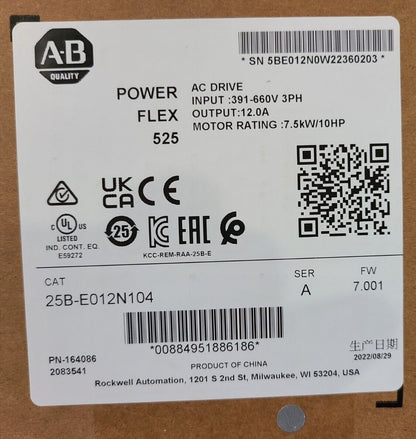 A-B
QUALITY
* SN 5BE012N0W22360203 *
POWER
FLEX
525
AC DRIVE
INPUT :391-660V 3PH
OUTPUT:12.0A
MOTOR RATING :7.5kW/10HP
UK
CA
CE
C UL US
LISTED
IND. CONT. EQ.
E59272
25
KC
EAC
KCC-REM-RAA-25B-E
CAT
25B-E012N104
SER
A
FW
7.001
*00884951886186*
生产日期
2022/08/29
PN-164086
2083541
PRODUCT OF CHINA
Rockwell Automation, 1201 S 2nd St, Milwaukee, WI 53204, USA